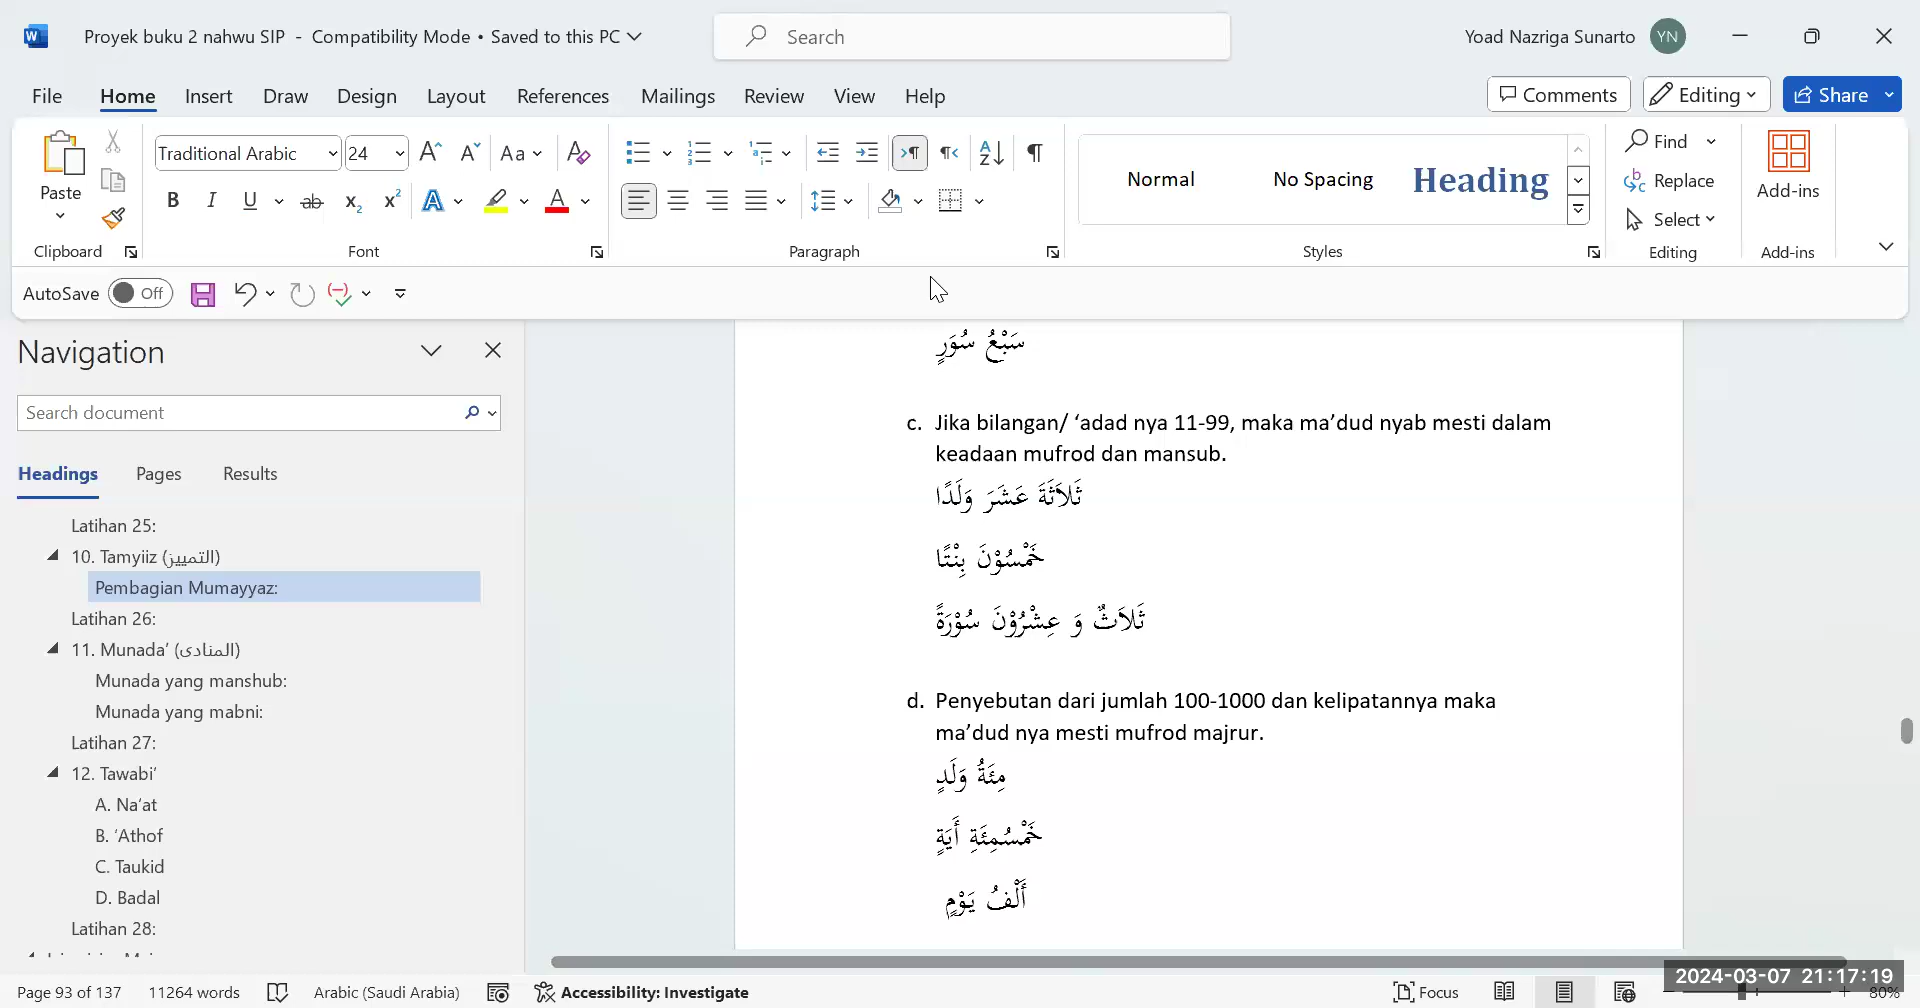 Proyek buku 2 nahwu SIP - Compatibility Mode • Saved to this PC
Search
Yoad Nazriga Sunarto
YN
File Home Insert Draw Design Layout References Mailings Review View Help
Comments
Editing
Share
Paste
Clipboard
Traditional Arabic
24
Font
Paragraph
Normal
No Spacing
Heading
Styles
Find
Replace
Select
Editing
Add-ins
Add-ins
AutoSave
Off
Navigation
Search document
Headings Pages Results
Latihan 25:
10. Tamyiiz (التمييز)
Pembagian Mumayyaz:
Latihan 26:
11. Munada’ (المنادى)
Munada yang manshub:
Munada yang mabni:
Latihan 27:
12. Tawabi’
A. Na’at
B. ‘Athof
C. Taukid
D. Badal
Latihan 28:
سَبْعُ سُوَرٍ
c. Jika bilangan/ ‘adad nya 11-99, maka ma’dud nyab mesti dalam
keadaan mufrod dan mansub.
ثَلاَثَةَ عَشَرَ وَلَدًا
خَمْسُوْنَ بِنْتًا
ثَلاَثٌ وَ عِشْرُوْنَ سُوْرَةً
d. Penyebutan dari jumlah 100-1000 dan kelipatannya maka
ma’dud nya mesti mufrod majrur.
مِئَةُ وَلَدٍ
خَمْسُمِئَةِ أَيَةٍ
أَلْفُ يَوْمٍ
Page 93 of 137
11264 words
Arabic (Saudi Arabia)
Accessibility: Investigate
Focus
2024-03-07 21:17:19
80%